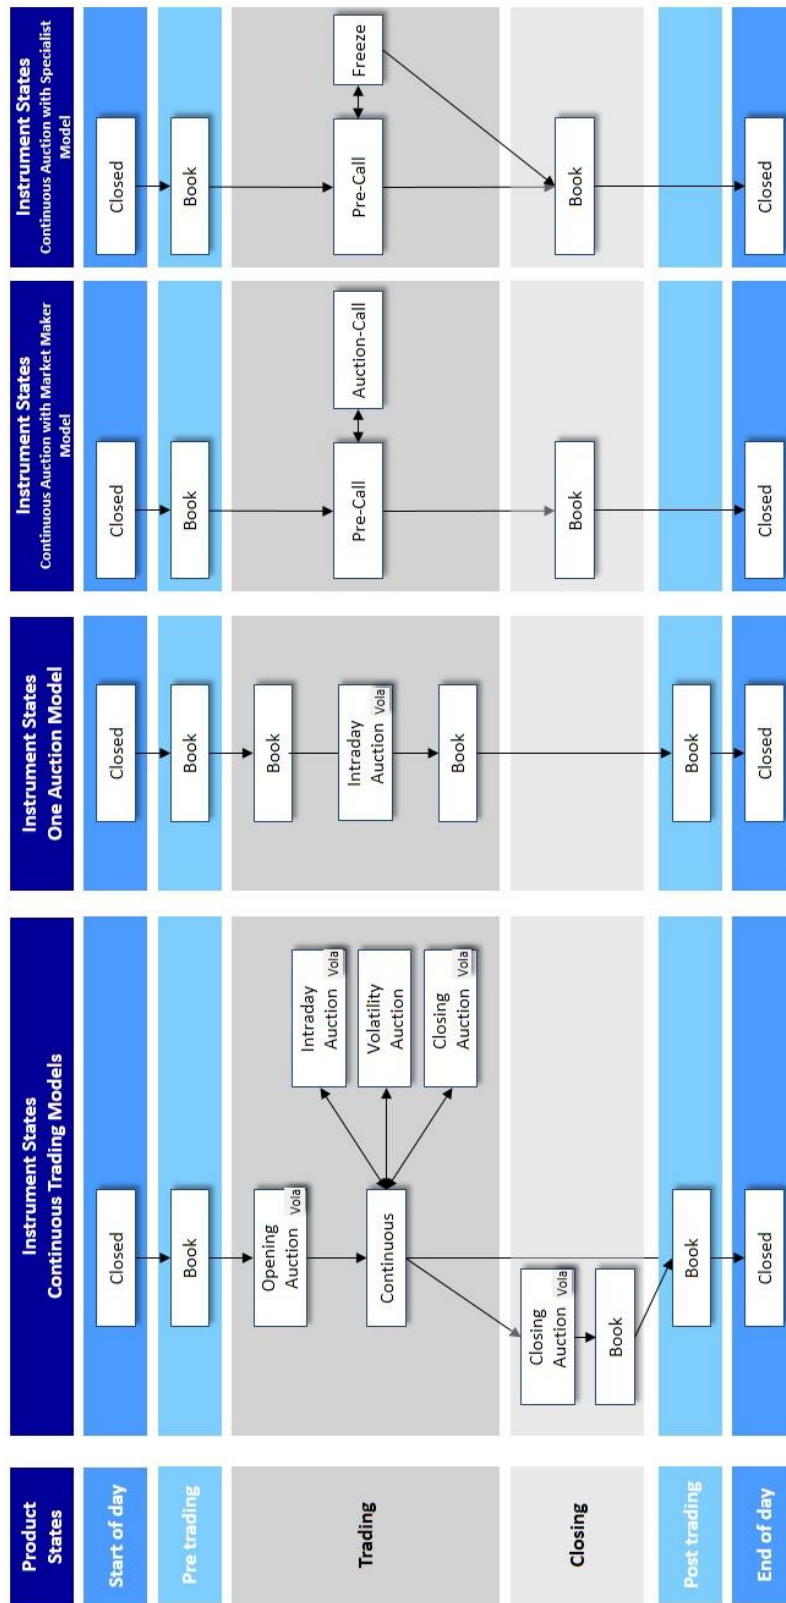 Product
States
Instrument States
Continuous Trading Models
Instrument States
One Auction Model
Instrument States
Continuous Auction with Market Maker
Model
Instrument States
Continuous Auction with Specialist
Model
Start of day
Closed
Closed
Closed
Closed
Pre trading
Book
Book
Book
Book
Trading
Opening
Auction
Vola
Continuous
Intraday
Auction
Vola
Volatility
Auction
Closing
Auction
Vola
Book
Intraday
Auction
Vola
Book
Pre-Call
Auction-Call
Pre-Call
Freeze
Closing
Closing
Auction
Vola
Book
Book
Book
Post trading
Book
Book
End of day
Closed
Closed
Closed
Closed